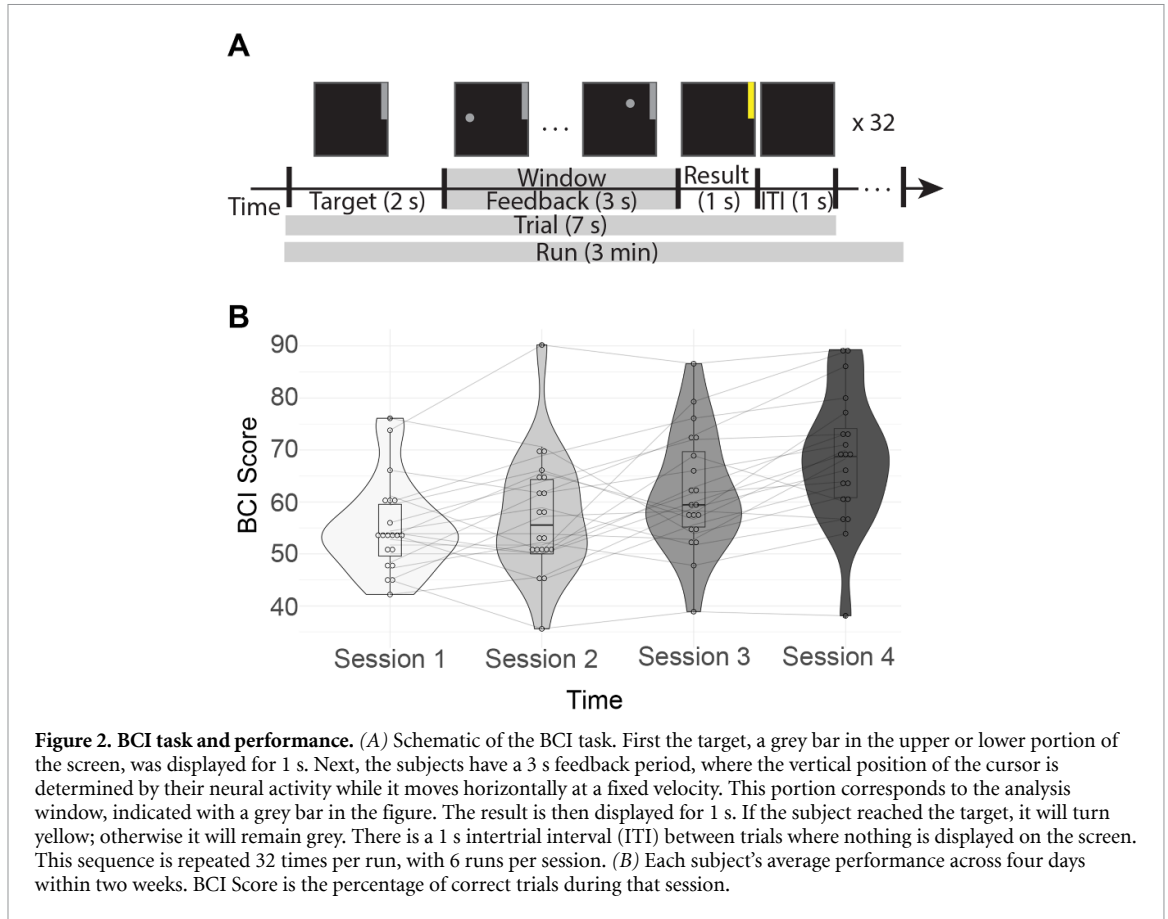 A
... x 32
Window Result
Time Target (2 s) Feedback (3 s) (1 s) ITI (1 s) ...
Trial (7 s)
Run (3 min)
B
90
80
70
60
50
40
BCI Score
Session 1 Session 2 Session 3 Session 4
Time
Figure 2. BCI task and performance. (A) Schematic of the BCI task. First the target, a grey bar in the upper or lower portion of
the screen, was displayed for 1 s. Next, the subjects have a 3 s feedback period, where the vertical position of the cursor is
determined by their neural activity while it moves horizontally at a fixed velocity. This portion corresponds to the analysis
window, indicated with a grey bar in the figure. The result is then displayed for 1 s. If the subject reached the target, it will turn
yellow; otherwise it will remain grey. There is a 1 s intertrial interval (ITI) between trials where nothing is displayed on the screen.
This sequence is repeated 32 times per run, with 6 runs per session. (B) Each subject's average performance across four days
within two weeks. BCI Score is the percentage of correct trials during that session.